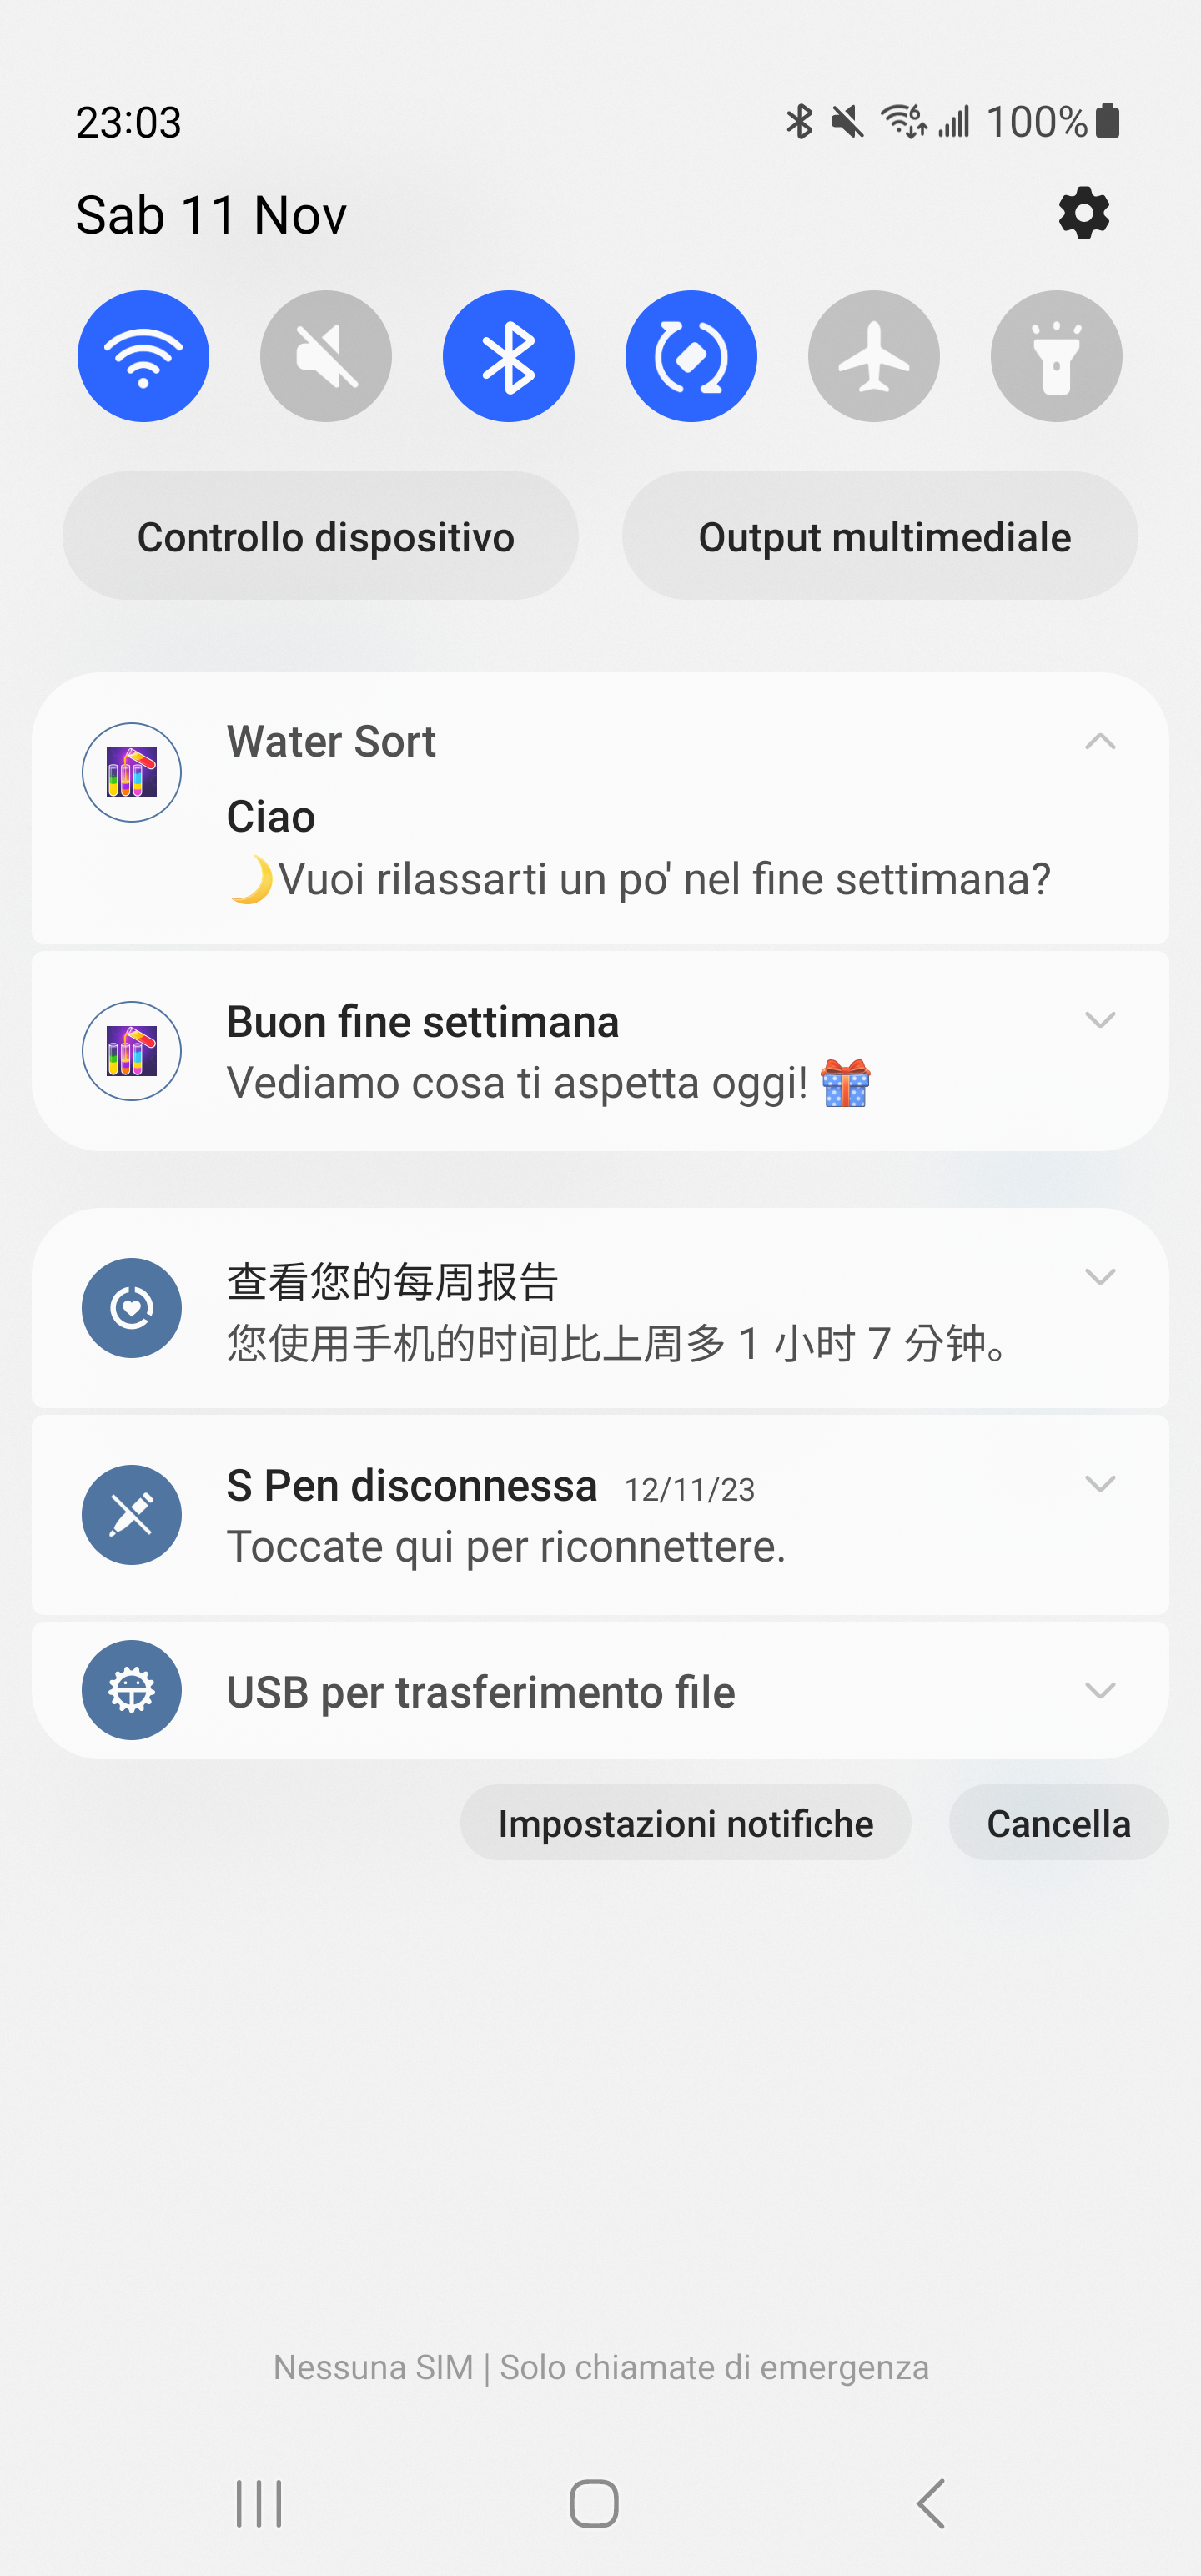 23:03
100%
Sab 11 Nov
Controllo dispositivo
Output multimediale
Water Sort
Ciao
🌙Vuoi rilassarti un po' nel fine settimana?
Buon fine settimana
Vediamo cosa ti aspetta oggi! 🎁
查看您的每周报告
您使用手机的时间比上周多 1 小时 7 分钟。
S Pen disconnessa 12/11/23
Toccate qui per riconnettere.
USB per trasferimento file
Impostazioni notifiche
Cancella
Nessuna SIM | Solo chiamate di emergenza